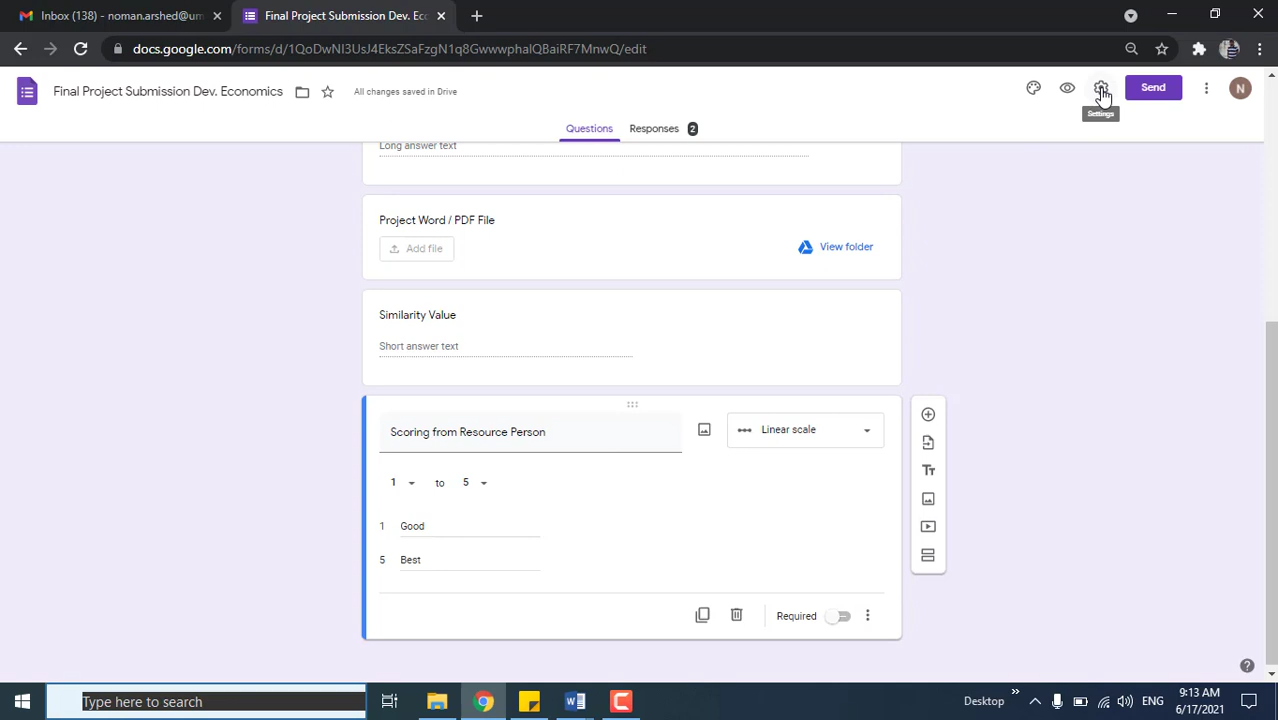 Inbox (138) - noman.arshed@um
Final Project Submission Dev. Eco
docs.google.com/forms/d/1QoDwNI3UsJ4EksZSaFzgN1q8GwwwphalQBaiRF7MnwQ/edit
Final Project Submission Dev. Economics
All changes saved in Drive
Send
N
Settings
Questions
Responses 2
Long answer text
Project Word / PDF File
Add file
View folder
Similarity Value
Short answer text
Scoring from Resource Person
Linear scale
1 to 5
1 Good
5 Best
Required
Type here to search
Desktop
ENG
9:13 AM
6/17/2021